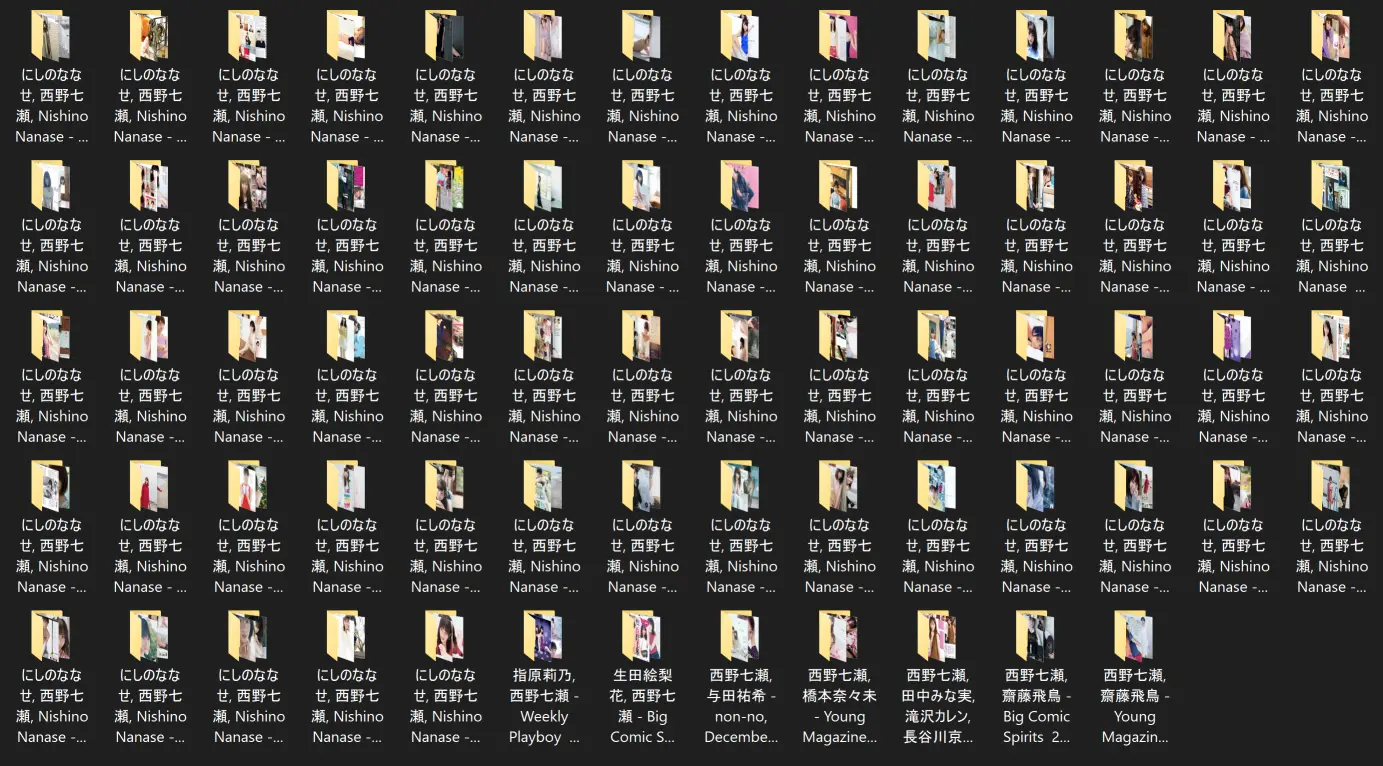 にしのなな
せ, 西野七
瀬, Nishino
Nanase - ...
にしのなな
せ, 西野七
瀬, Nishino
Nanase - ...
にしのなな
せ, 西野七
瀬, Nishino
Nanase - ...
にしのなな
せ, 西野七
瀬, Nishino
Nanase - ...
にしのなな
せ, 西野七
瀬, Nishino
Nanase -...
にしのなな
せ, 西野七
瀬, Nishino
Nanase -...
にしのなな
せ, 西野七
瀬, Nishino
Nanase -...
にしのなな
せ, 西野七
瀬, Nishino
Nanase -...
にしのなな
せ, 西野七
瀬, Nishino
Nanase -...
にしのなな
せ, 西野七
瀬, Nishino
Nanase -...
にしのなな
せ, 西野七
瀬, Nishino
Nanase -...
にしのなな
せ, 西野七
瀬, Nishino
Nanase -...
にしのなな
せ, 西野七
瀬, Nishino
Nanase -...
にしのなな
せ, 西野七
瀬, Nishino
Nanase -...
にしのなな
せ, 西野七
瀬, Nishino
Nanase -...
にしのなな
せ, 西野七
瀬, Nishino
Nanase -...
にしのなな
せ, 西野七
瀬, Nishino
Nanase -...
にしのなな
せ, 西野七
瀬, Nishino
Nanase -...
にしのなな
せ, 西野七
瀬, Nishino
Nanase -...
にしのなな
せ, 西野七
瀬, Nishino
Nanase -...
にしのなな
せ, 西野七
瀬, Nishino
Nanase - ...
にしのなな
せ, 西野七
瀬, Nishino
Nanase -...
にしのなな
せ, 西野七
瀬, Nishino
Nanase -...
にしのなな
せ, 西野七
瀬, Nishino
Nanase -...
にしのなな
せ, 西野七
瀬, Nishino
Nanase -...
にしのなな
せ, 西野七
瀬, Nishino
Nanase -...
にしのなな
せ, 西野七
瀬, Nishino
Nanase - ...
にしのなな
せ, 西野七
瀬, Nishino
Nanase  ...
にしのなな
せ, 西野七
瀬, Nishino
Nanase -...
にしのなな
せ, 西野七
瀬, Nishino
Nanase -...
にしのなな
せ, 西野七
瀬, Nishino
Nanase -...
にしのなな
せ, 西野七
瀬, Nishino
Nanase -...
にしのなな
せ, 西野七
瀬, Nishino
Nanase -...
にしのなな
せ, 西野七
瀬, Nishino
Nanase -...
にしのなな
せ, 西野七
瀬, Nishino
Nanase -...
にしのなな
せ, 西野七
瀬, Nishino
Nanase -...
にしのなな
せ, 西野七
瀬, Nishino
Nanase -...
にしのなな
せ, 西野七
瀬, Nishino
Nanase -...
にしのなな
せ, 西野七
瀬, Nishino
Nanase -...
にしのなな
せ, 西野七
瀬, Nishino
Nanase -...
にしのなな
せ, 西野七
瀬, Nishino
Nanase -...
にしのなな
せ, 西野七
瀬, Nishino
Nanase -...
にしのなな
せ, 西野七
瀬, Nishino
Nanase -...
にしのなな
せ, 西野七
瀬, Nishino
Nanase - ...
にしのなな
せ, 西野七
瀬, Nishino
Nanase -...
にしのなな
せ, 西野七
瀬, Nishino
Nanase -...
にしのなな
せ, 西野七
瀬, Nishino
Nanase -...
にしのなな
せ, 西野七
瀬, Nishino
Nanase -...
にしのなな
せ, 西野七
瀬, Nishino
Nanase -...
にしのなな
せ, 西野七
瀬, Nishino
Nanase -...
にしのなな
せ, 西野七
瀬, Nishino
Nanase -...
にしのなな
せ, 西野七
瀬, Nishino
Nanase -...
にしのなな
せ, 西野七
瀬, Nishino
Nanase -...
にしのなな
せ, 西野七
瀬, Nishino
Nanase -...
にしのなな
せ, 西野七
瀬, Nishino
Nanase -...
にしのなな
せ, 西野七
瀬, Nishino
Nanase -...
にしのなな
せ, 西野七
瀬, Nishino
Nanase -...
にしのなな
せ, 西野七
瀬, Nishino
Nanase -...
にしのなな
せ, 西野七
瀬, Nishino
Nanase -...
にしのなな
せ, 西野七
瀬, Nishino
Nanase -...
にしのなな
せ, 西野七
瀬, Nishino
Nanase -...
指原莉乃,
西野七瀬 -
Weekly
Playboy  ...
生田絵梨
花, 西野七
瀬 - Big
Comic S...
西野七瀬,
与田祐希 -
non-no,
Decembe...
西野七瀬,
橋本奈々未
- Young
Magazine...
西野七瀬,
田中みな実,
滝沢カレン,
長谷川京...
西野七瀬,
齋藤飛鳥 -
Big Comic
Spirits  2...
西野七瀬,
齋藤飛鳥 -
Young
Magazin...